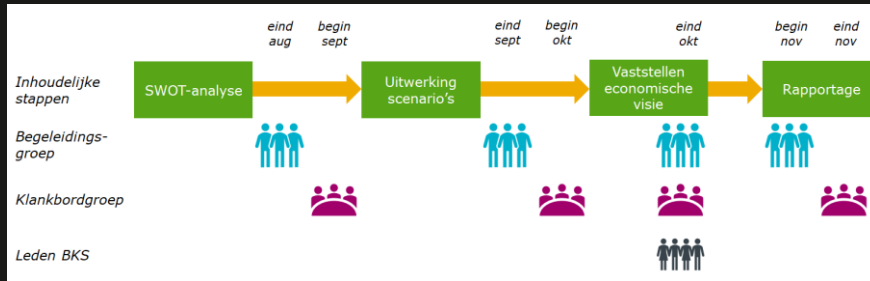 eind
aug
begin
sept
eind
sept
begin
okt
eind
okt
begin
nov
eind
nov
Inhoudelijke
stappen
SWOT-analyse
Uitwerking
scenario's
Vaststellen
economische
visie
Rapportage
Begeleidings-
groep
Klankbordgroep
Leden BKS